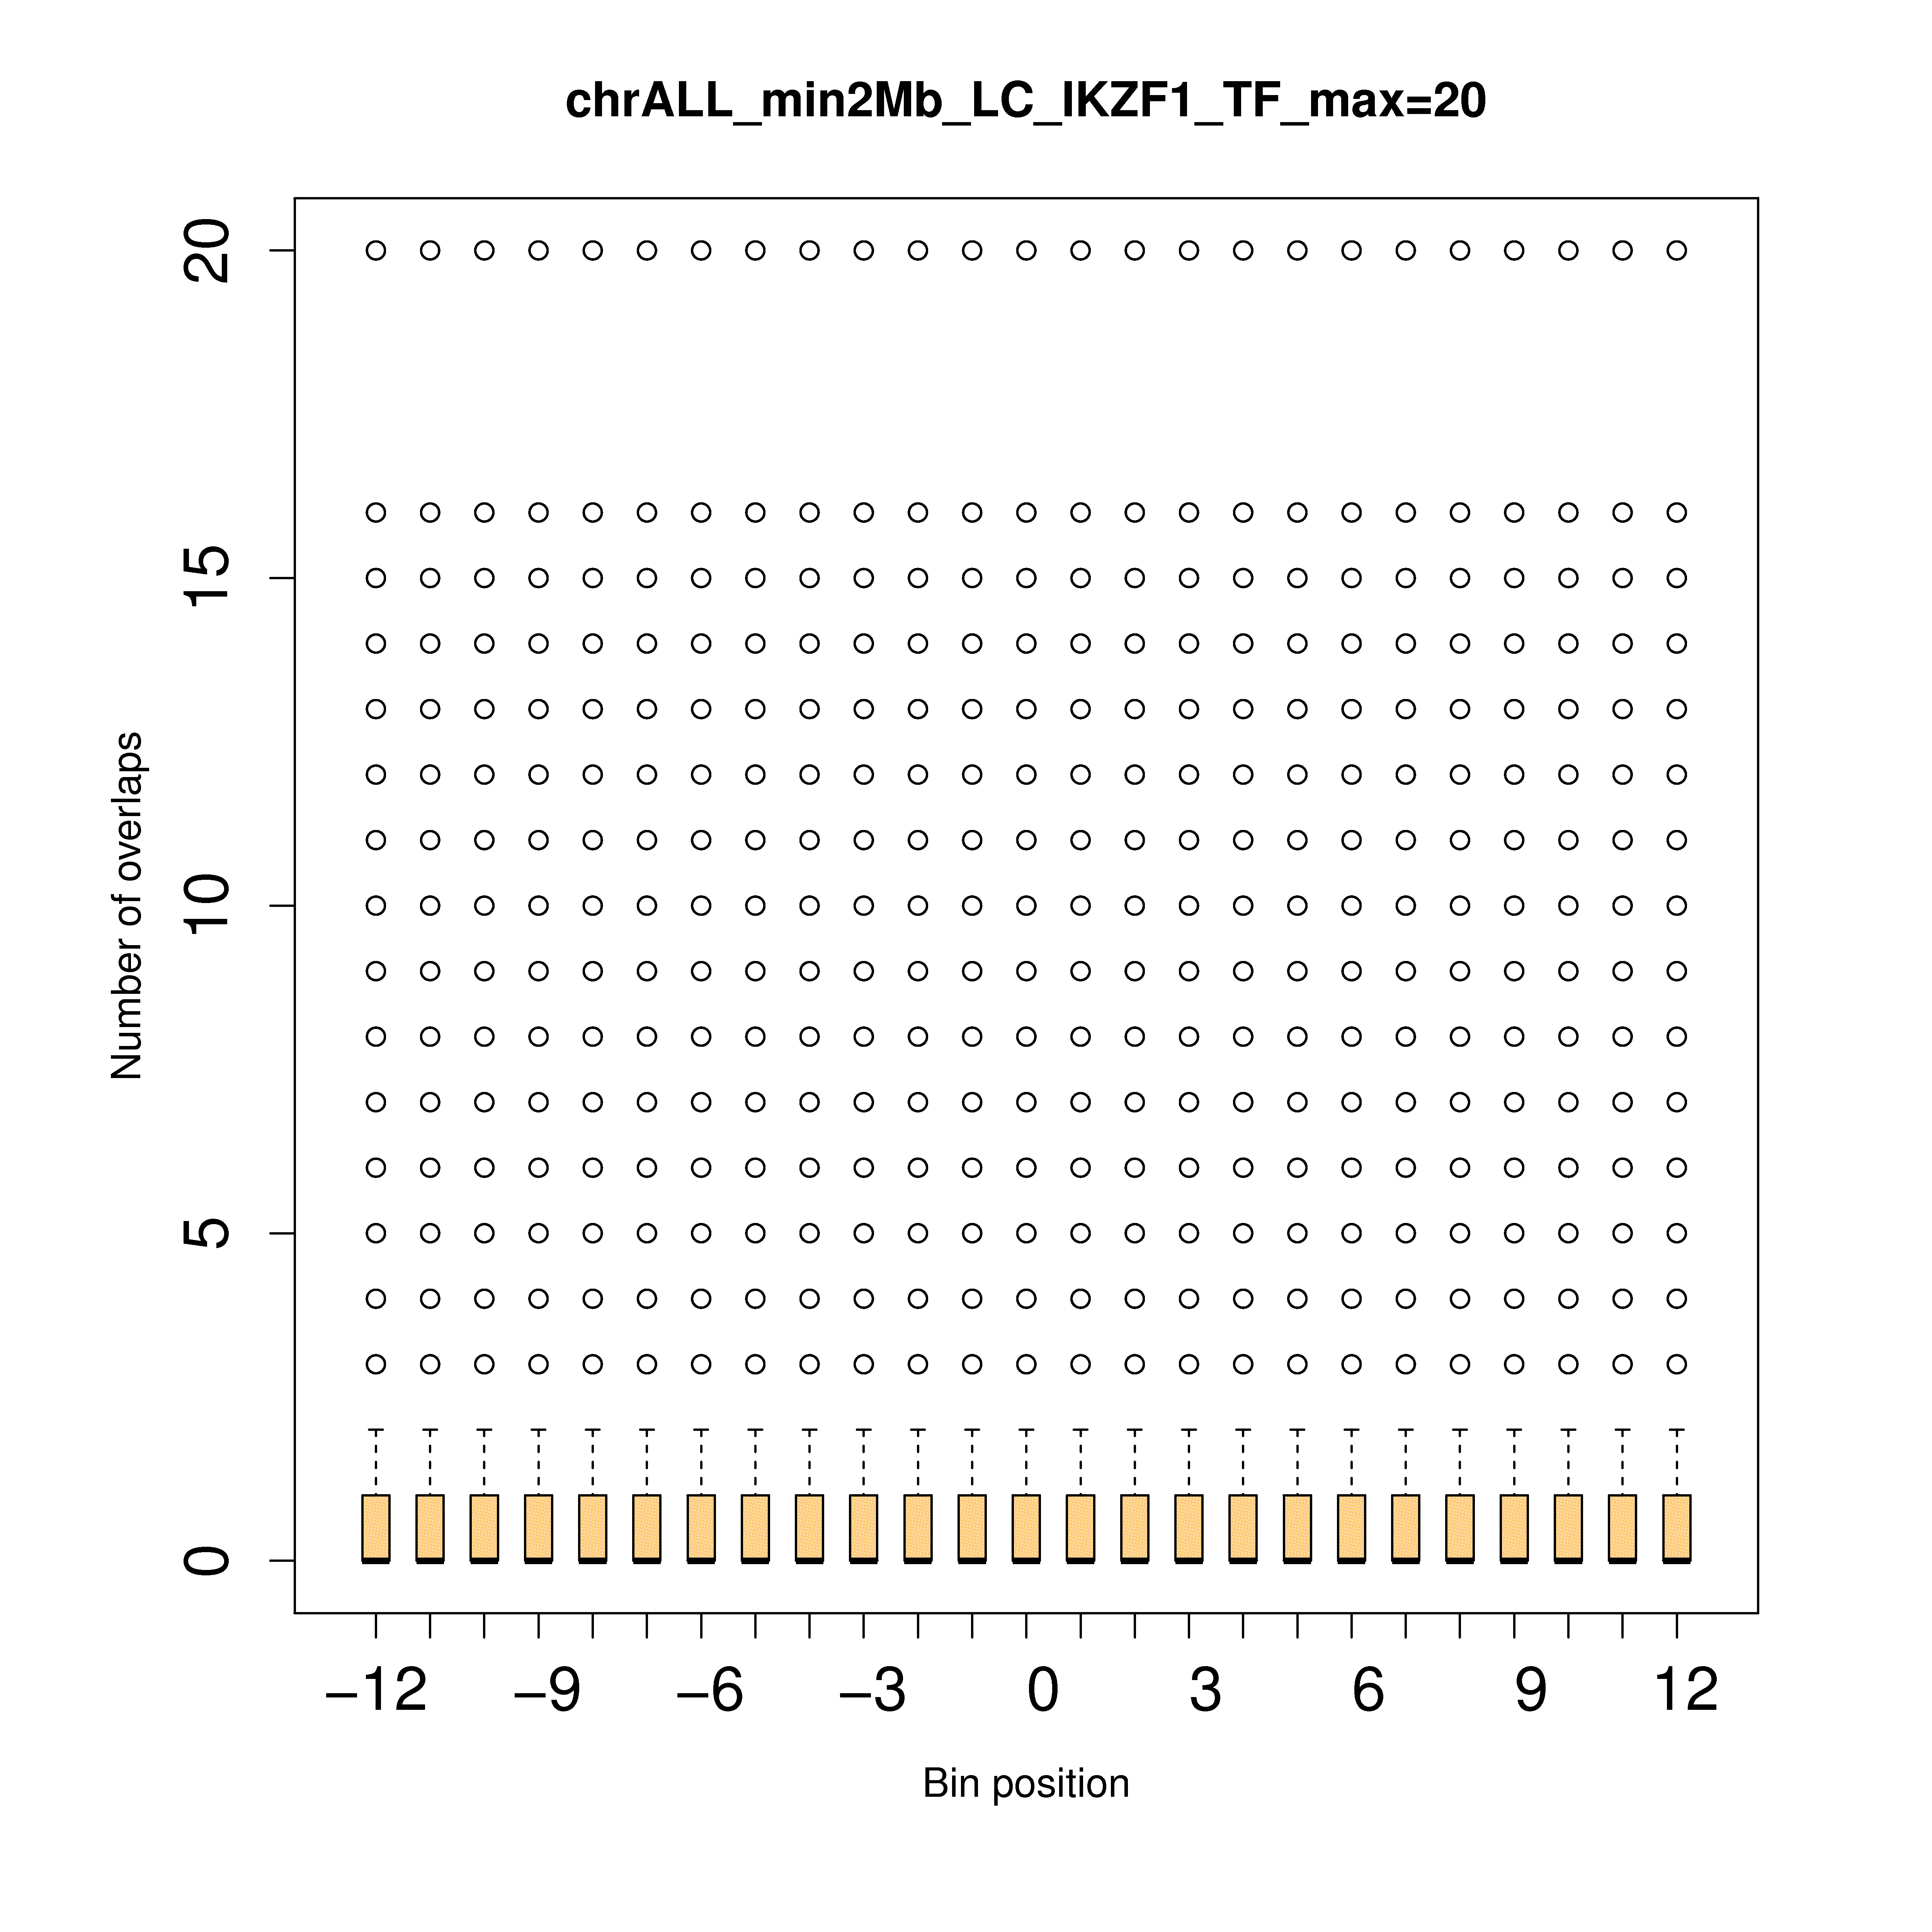 chrALL_min2Mb_LC_IKZF1_TF_max=20
20
15
10
5
0
Number of overlaps
−12 −9 −6 −3 0 3 6 9 12
Bin position